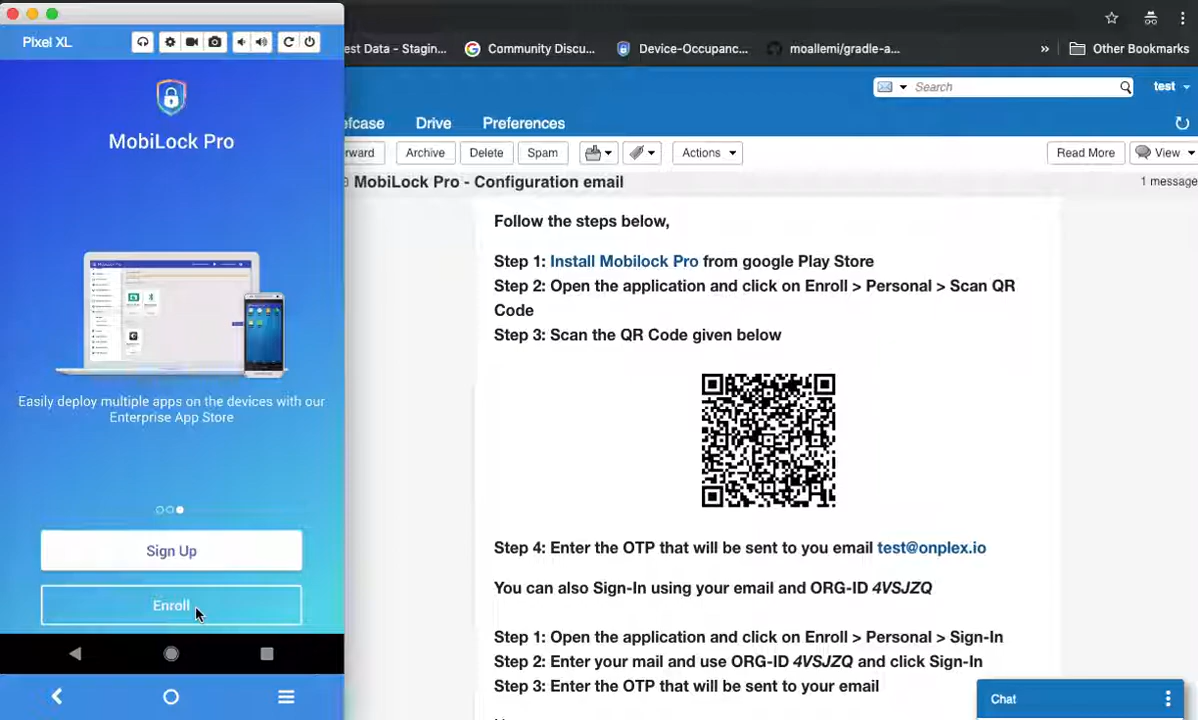 Pixel XL
est Data - Stagin...
Community Discu...
Device-Occupanc...
moallemi/gradle-a...
»
Other Bookmarks
Search
test
efcase
Drive
Preferences
rward
Archive
Delete
Spam
Actions
Read More
View
MobiLock Pro - Configuration email
1 message
MobiLock Pro
Easily deploy multiple apps on the devices with our
Enterprise App Store
Sign Up
Enroll
Follow the steps below,
Step 1: Install Mobilock Pro from google Play Store
Step 2: Open the application and click on Enroll > Personal > Scan QR
Code
Step 3: Scan the QR Code given below
Step 4: Enter the OTP that will be sent to you email test@onplex.io
You can also Sign-In using your email and ORG-ID 4VSJZQ
Step 1: Open the application and click on Enroll > Personal > Sign-In
Step 2: Enter your mail and use ORG-ID 4VSJZQ and click Sign-In
Step 3: Enter the OTP that will be sent to your email
Chat